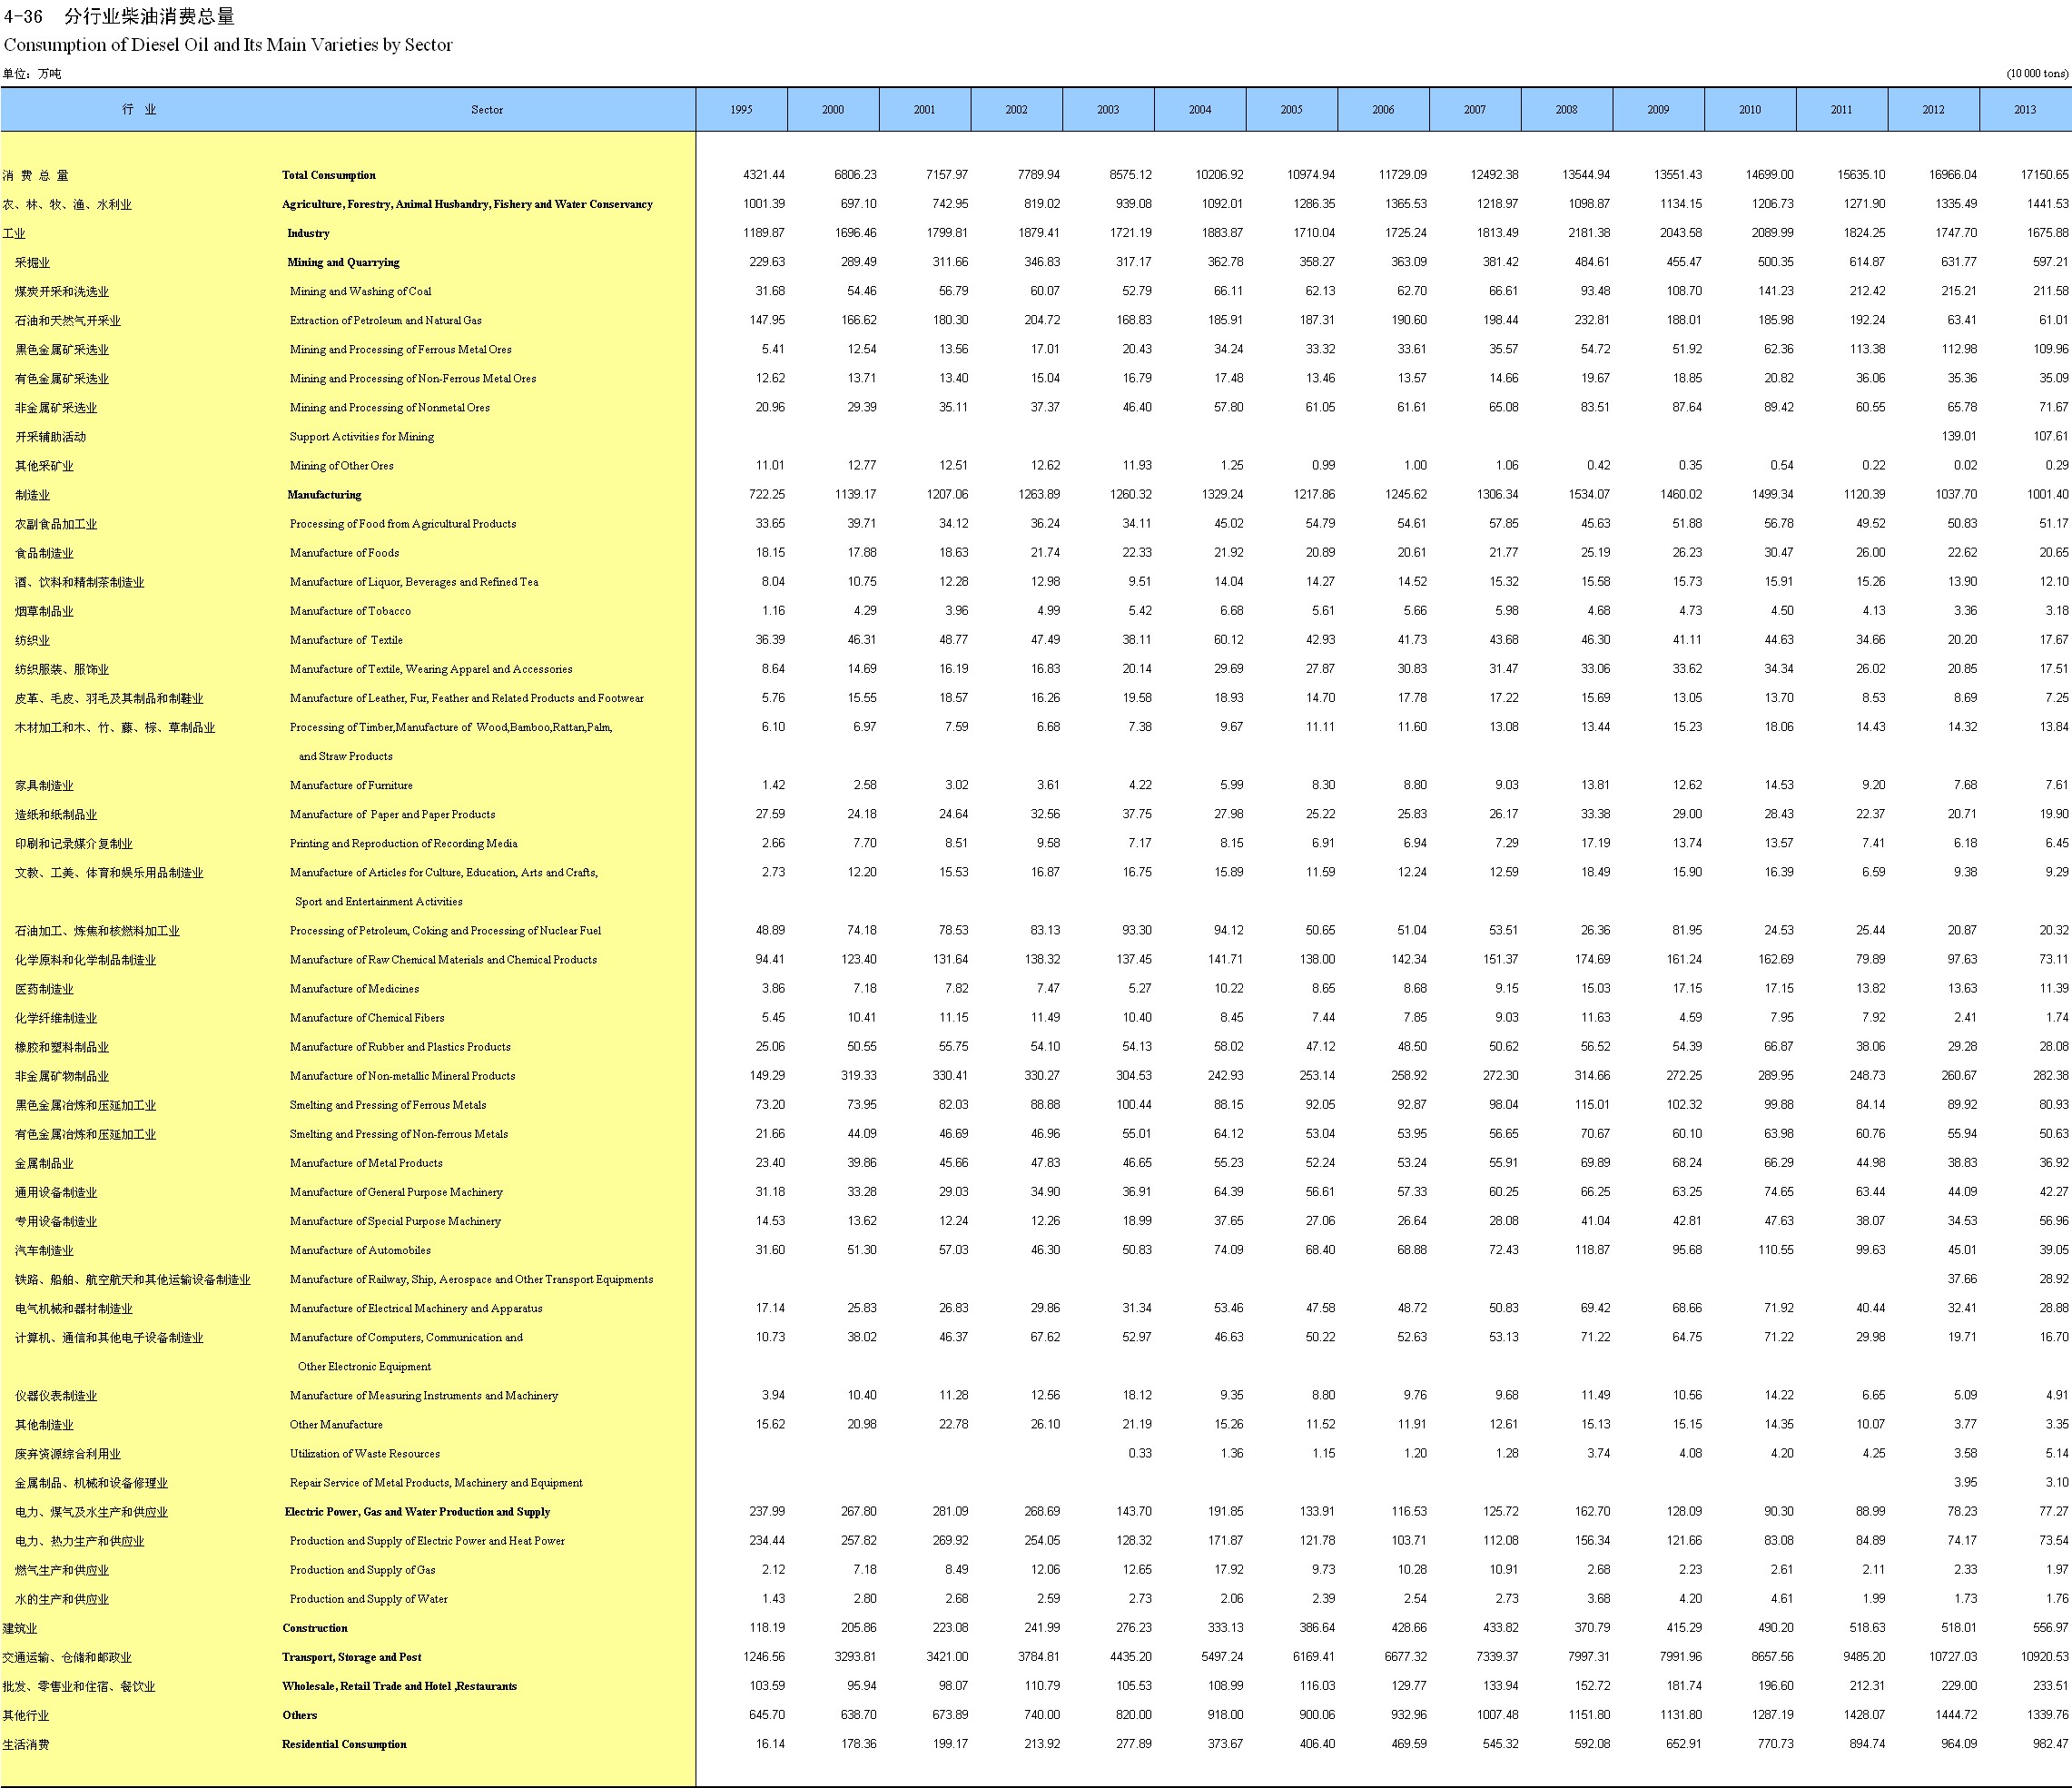 4-36 分行业柴油消费总量
Consumption of Diesel Oil and Its Main Varieties by Sector
单位：万吨 (10 000 tons)
行 业 Sector 1995 2000 2001 2002 2003 2004 2005 2006 2007 2008 2009 2010 2011 2012 2013
消 费 总 量 Total Consumption 4321.44 6806.23 7157.97 7789.94 8575.12 10206.92 10974.94 11729.09 12492.38 13544.94 13551.43 14699.00 15635.10 16966.04 17150.65
农、林、牧、渔、水利业 Agriculture, Forestry, Animal Husbandry, Fishery and Water Conservancy 1001.39 697.10 742.95 819.02 939.08 1092.01 1286.35 1365.53 1218.97 1098.87 1134.15 1206.73 1271.90 1335.49 1441.53
工业 Industry 1189.87 1696.46 1799.81 1879.41 1721.19 1883.87 1710.04 1725.24 1813.49 2181.38 2043.58 2089.99 1824.25 1747.70 1675.88
采掘业 Mining and Quarrying 229.63 289.49 311.66 346.83 317.17 362.78 358.27 363.09 381.42 484.61 455.47 500.35 614.87 631.77 597.21
煤炭开采和洗选业 Mining and Washing of Coal 31.68 54.46 56.79 60.07 52.79 66.11 62.13 62.70 66.61 93.48 108.70 141.23 212.42 215.21 211.58
石油和天然气开采业 Extraction of Petroleum and Natural Gas 147.95 166.62 180.30 204.72 168.83 185.91 187.31 190.60 198.44 232.81 188.01 185.98 192.24 63.41 61.01
黑色金属矿采选业 Mining and Processing of Ferrous Metal Ores 5.41 12.54 13.56 17.01 20.43 34.24 33.32 33.61 35.57 54.72 51.92 62.36 113.38 112.98 109.96
有色金属矿采选业 Mining and Processing of Non-Ferrous Metal Ores 12.62 13.71 13.40 15.04 16.79 17.48 13.46 13.57 14.66 19.67 18.85 20.82 36.06 35.36 35.09
非金属矿采选业 Mining and Processing of Nonmetal Ores 20.96 29.39 35.11 37.37 46.40 57.80 61.05 61.61 65.08 83.51 87.64 89.42 60.55 65.78 71.67
开采辅助活动 Support Activities for Mining 139.01 107.61
其他采矿业 Mining of Other Ores 11.01 12.77 12.51 12.62 11.93 1.25 0.99 1.00 1.06 0.42 0.35 0.54 0.22 0.02 0.29
制造业 Manufacturing 722.25 1139.17 1207.06 1263.89 1260.32 1329.24 1217.86 1245.62 1306.34 1534.07 1460.02 1499.34 1120.39 1037.70 1001.40
农副食品加工业 Processing of Food from Agricultural Products 33.65 39.71 34.12 36.24 34.11 45.02 54.79 54.61 57.85 45.63 51.88 56.78 49.52 50.83 51.17
食品制造业 Manufacture of Foods 18.15 17.88 18.63 21.74 22.33 21.92 20.89 20.61 21.77 25.19 26.23 30.47 26.00 22.62 20.65
酒、饮料和精制茶制造业 Manufacture of Liquor, Beverages and Refined Tea 8.04 10.75 12.28 12.98 9.51 14.04 14.27 14.52 15.32 15.58 15.73 15.91 15.26 13.90 12.10
烟草制品业 Manufacture of Tobacco 1.16 4.29 3.96 4.99 5.42 6.68 5.61 5.66 5.98 4.68 4.73 4.50 4.13 3.36 3.18
纺织业 Manufacture of Textile 36.39 46.31 48.77 47.49 38.11 60.12 42.93 41.73 43.68 46.30 41.11 44.63 34.66 20.20 17.67
纺织服装、服饰业 Manufacture of Textile, Wearing Apparel and Accessories 8.64 14.69 16.19 16.83 20.14 29.69 27.87 30.83 31.47 33.06 33.62 34.34 26.02 20.85 17.51
皮革、毛皮、羽毛及其制品和制鞋业 Manufacture of Leather, Fur, Feather and Related Products and Footwear 5.76 15.55 18.57 16.26 19.58 18.93 14.70 17.78 17.22 15.69 13.05 13.70 8.53 8.69 7.25
木材加工和木、竹、藤、棕、草制品业 Processing of Timber,Manufacture of Wood,Bamboo,Rattan,Palm, 6.10 6.97 7.59 6.68 7.38 9.67 11.11 11.60 13.08 13.44 15.23 18.06 14.43 14.32 13.84
and Straw Products
家具制造业 Manufacture of Furniture 1.42 2.58 3.02 3.61 4.22 5.99 8.30 8.80 9.03 13.81 12.62 14.53 9.20 7.68 7.61
造纸和纸制品业 Manufacture of Paper and Paper Products 27.59 24.18 24.64 32.56 37.75 27.98 25.22 25.83 26.17 33.38 29.00 28.43 22.37 20.71 19.90
印刷和记录媒介复制业 Printing and Reproduction of Recording Media 2.66 7.70 8.51 9.58 7.17 8.15 6.91 6.94 7.29 17.19 13.74 13.57 7.41 6.18 6.45
文教、工美、体育和娱乐用品制造业 Manufacture of Articles for Culture, Education, Arts and Crafts, 2.73 12.20 15.53 16.87 16.75 15.89 11.59 12.24 12.59 18.49 15.90 16.39 6.59 9.38 9.29
Sport and Entertainment Activities
石油加工、炼焦和核燃料加工业 Processing of Petroleum, Coking and Processing of Nuclear Fuel 48.89 74.18 78.53 83.13 93.30 94.12 50.65 51.04 53.51 26.36 81.95 24.53 25.44 20.87 20.32
化学原料和化学制品制造业 Manufacture of Raw Chemical Materials and Chemical Products 94.41 123.40 131.64 138.32 137.45 141.71 138.00 142.34 151.37 174.69 161.24 162.69 79.89 97.63 73.11
医药制造业 Manufacture of Medicines 3.86 7.18 7.82 7.47 5.27 10.22 8.65 8.68 9.15 15.03 17.15 17.15 13.82 13.63 11.39
化学纤维制造业 Manufacture of Chemical Fibers 5.45 10.41 11.15 11.49 10.40 8.45 7.44 7.85 9.03 11.63 4.59 7.95 7.92 2.41 1.74
橡胶和塑料制品业 Manufacture of Rubber and Plastics Products 25.06 50.55 55.75 54.10 54.13 58.02 47.12 48.50 50.62 56.52 54.39 66.87 38.06 29.28 28.08
非金属矿物制品业 Manufacture of Non-metallic Mineral Products 149.29 319.33 330.41 330.27 304.53 242.93 253.14 258.92 272.30 314.66 272.25 289.95 248.73 260.67 282.38
黑色金属冶炼和压延加工业 Smelting and Pressing of Ferrous Metals 73.20 73.95 82.03 88.88 100.44 88.15 92.05 92.87 98.04 115.01 102.32 99.88 84.14 89.92 80.93
有色金属冶炼和压延加工业 Smelting and Pressing of Non-ferrous Metals 21.66 44.09 46.69 46.96 55.01 64.12 53.04 53.95 56.65 70.67 60.10 63.98 60.76 55.94 50.63
金属制品业 Manufacture of Metal Products 23.40 39.86 45.66 47.83 46.65 55.23 52.24 53.24 55.91 69.89 68.24 66.29 44.98 38.83 36.92
通用设备制造业 Manufacture of General Purpose Machinery 31.18 33.28 29.03 34.90 36.91 64.39 56.61 57.33 60.25 66.25 63.25 74.65 63.44 44.09 42.27
专用设备制造业 Manufacture of Special Purpose Machinery 14.53 13.62 12.24 12.26 18.99 37.65 27.06 26.64 28.08 41.04 42.81 47.63 38.07 34.53 56.96
汽车制造业 Manufacture of Automobiles 31.60 51.30 57.03 46.30 50.83 74.09 68.40 68.88 72.43 118.87 95.68 110.55 99.63 45.01 39.05
铁路、船舶、航空航天和其他运输设备制造业 Manufacture of Railway, Ship, Aerospace and Other Transport Equipments 37.66 28.92
电气机械和器材制造业 Manufacture of Electrical Machinery and Apparatus 17.14 25.83 26.83 29.86 31.34 53.46 47.58 48.72 50.83 69.42 68.66 71.92 40.44 32.41 28.88
计算机、通信和其他电子设备制造业 Manufacture of Computers, Communication and 10.73 38.02 46.37 67.62 52.97 46.63 50.22 52.63 53.13 71.22 64.75 71.22 29.98 19.71 16.70
Other Electronic Equipment
仪器仪表制造业 Manufacture of Measuring Instruments and Machinery 3.94 10.40 11.28 12.56 18.12 9.35 8.80 9.76 9.68 11.49 10.56 14.22 6.65 5.09 4.91
其他制造业 Other Manufacture 15.62 20.98 22.78 26.10 21.19 15.26 11.52 11.91 12.61 15.13 15.15 14.35 10.07 3.77 3.35
废弃资源综合利用业 Utilization of Waste Resources 0.33 1.36 1.15 1.20 1.28 3.74 4.08 4.20 4.25 3.58 5.14
金属制品、机械和设备修理业 Repair Service of Metal Products, Machinery and Equipment 3.95 3.10
电力、煤气及水生产和供应业 Electric Power, Gas and Water Production and Supply 237.99 267.80 281.09 268.69 143.70 191.85 133.91 116.53 125.72 162.70 128.09 90.30 88.99 78.23 77.27
电力、热力生产和供应业 Production and Supply of Electric Power and Heat Power 234.44 257.82 269.92 254.05 128.32 171.87 121.78 103.71 112.08 156.34 121.66 83.08 84.89 74.17 73.54
燃气生产和供应业 Production and Supply of Gas 2.12 7.18 8.49 12.06 12.65 17.92 9.73 10.28 10.91 2.68 2.23 2.61 2.11 2.33 1.97
水的生产和供应业 Production and Supply of Water 1.43 2.80 2.68 2.59 2.73 2.06 2.39 2.54 2.73 3.68 4.20 4.61 1.99 1.73 1.76
建筑业 Construction 118.19 205.86 223.08 241.99 276.23 333.13 386.64 428.66 433.82 370.79 415.29 490.20 518.63 518.01 556.97
交通运输、仓储和邮政业 Transport, Storage and Post 1246.56 3293.81 3421.00 3784.81 4435.20 5497.24 6169.41 6677.32 7339.37 7997.31 7991.96 8657.56 9485.20 10727.03 10920.53
批发、零售业和住宿、餐饮业 Wholesale, Retail Trade and Hotel ,Restaurants 103.59 95.94 98.07 110.79 105.53 108.99 116.03 129.77 133.94 152.72 181.74 196.60 212.31 229.00 233.51
其他行业 Others 645.70 638.70 673.89 740.00 820.00 918.00 900.06 932.96 1007.48 1151.80 1131.80 1287.19 1428.07 1444.72 1339.76
生活消费 Residential Consumption 16.14 178.36 199.17 213.92 277.89 373.67 406.40 469.59 545.32 592.08 652.91 770.73 894.74 964.09 982.47